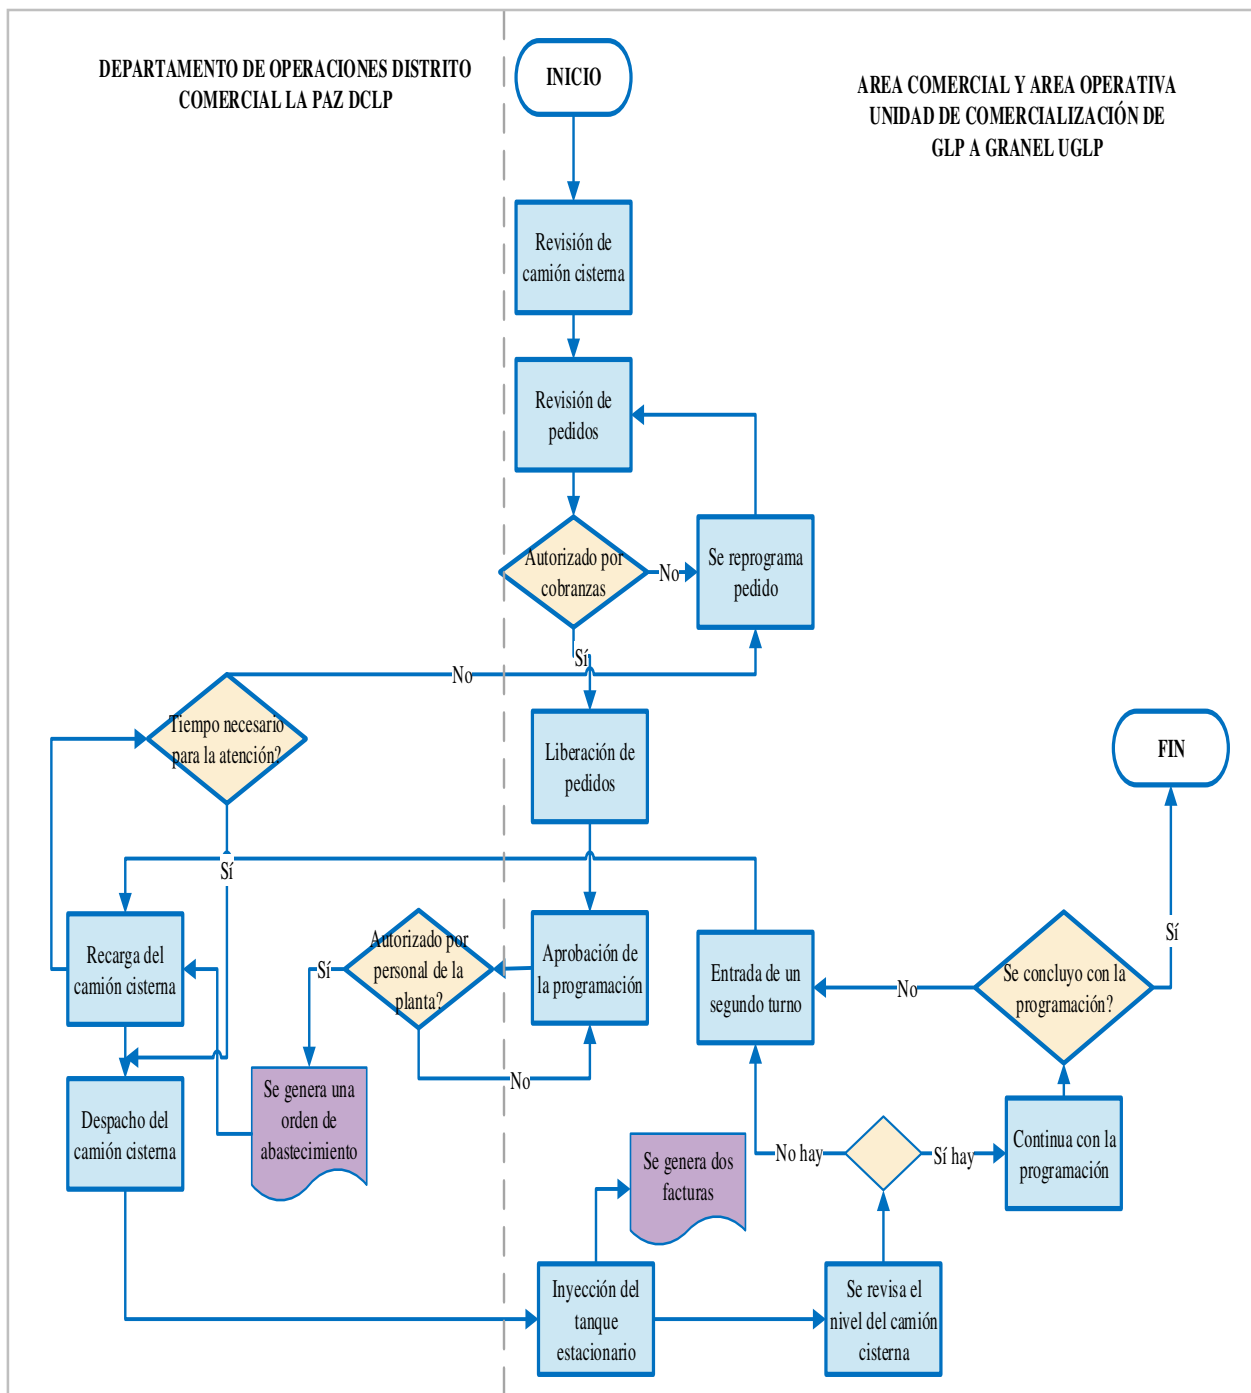 DEPARTAMENTO DE OPERACIONES DISTRITO
COMERCIAL LA PAZ DCLP
INICIO
AREA COMERCIAL Y AREA OPERATIVA
UNIDAD DE COMERCIALIZACIÓN DE
GLP A GRANEL UGLP
Revisión de
camión cisterna
Revisión de
pedidos
Autorizado por
cobranzas
No
Se reprograma
pedido
Sí
No
Tiempo necesario
para la atención?
Liberación de
pedidos
FIN
Sí
Recarga del
camión cisterna
Sí
Autorizado por
personal de la
planta?
Aprobación de
la programación
Entrada de un
segundo turno
No
Se concluyo con la
programación?
Sí
No
Despacho del
camión cisterna
Se genera una
orden de
abastecimiento
Se genera dos
facturas
No hay
Sí hay
Continua con la
programación
Inyección del
tanque
estacionario
Se revisa el
nivel del camión
cisterna